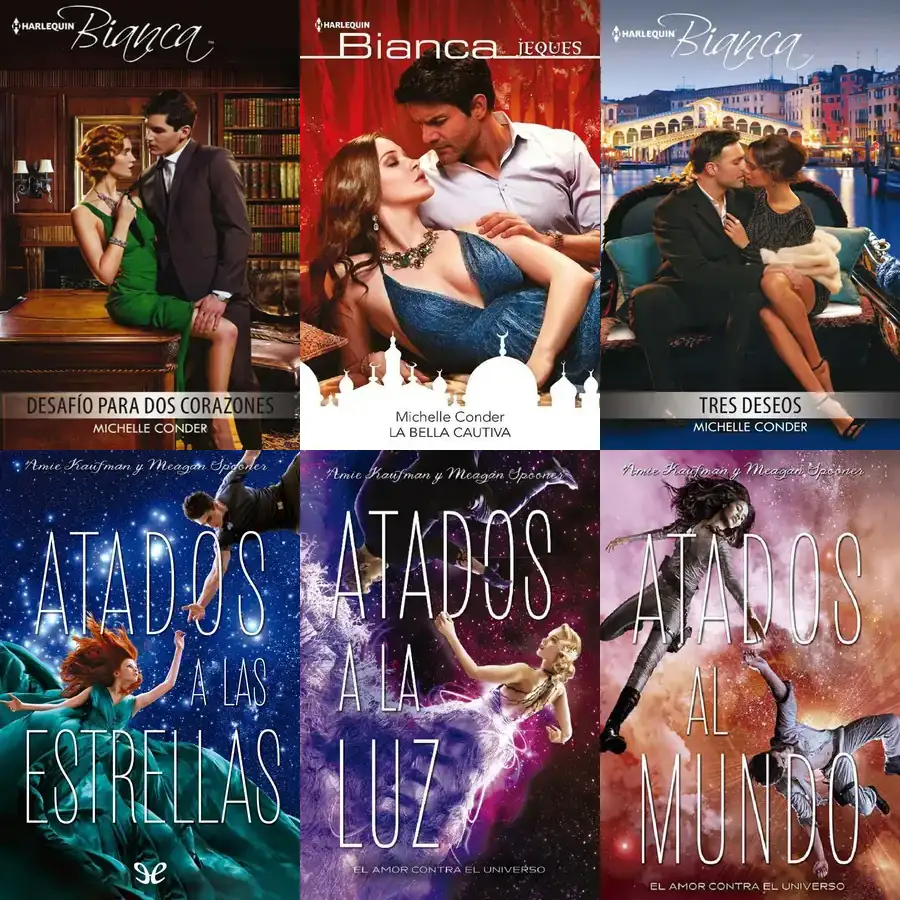 HARLEQUIN
Bianca™
DESAFÍO PARA DOS CORAZONES
MICHELLE CONDER
HARLEQUIN
Bianca JEQUES
Michelle Conder
LA BELLA CAUTIVA
HARLEQUIN
Bianca™
TRES DESEOS
MICHELLE CONDER
Amie Kaufman y Meagan Spooner
ATADOS
A LAS
ESTRELLAS
Amie Kaufman y Meagan Spooner
ATADOS
A LA
LUZ
EL AMOR CONTRA EL UNIVERSO
Amie Kaufman y Meagan Spooner
ATADOS
AL
MUNDO
EL AMOR CONTRA EL UNIVERSO